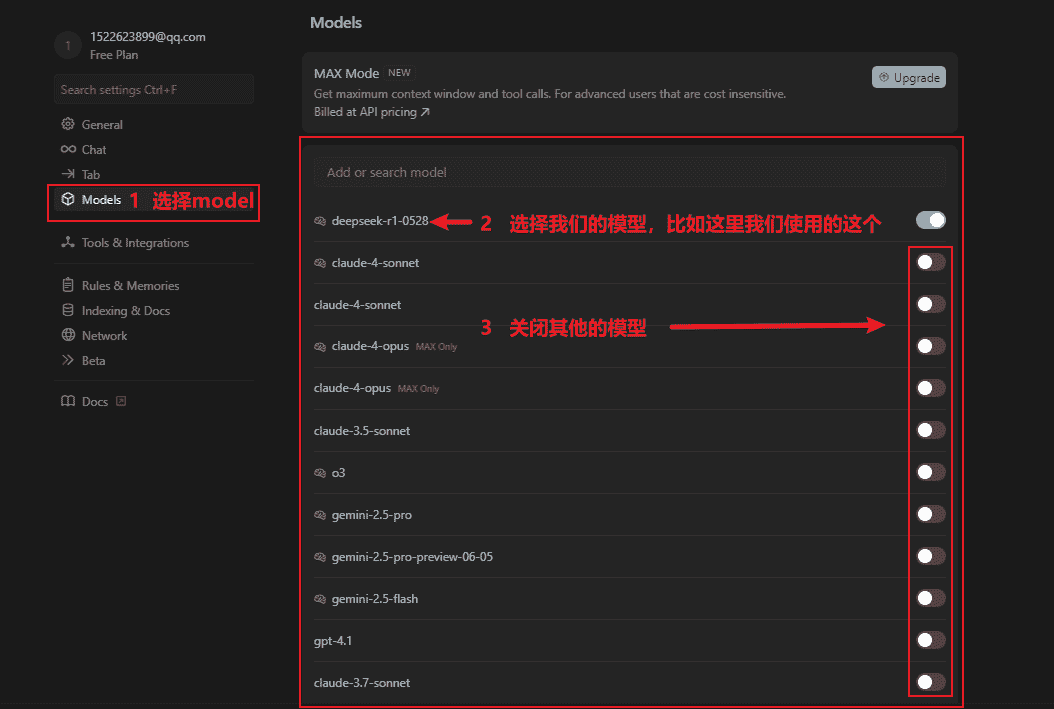 Models
1
1522623899@qq.com
Free Plan
Search settings Ctrl+F
General
Chat
Tab
Models 1 选择model
Tools & Integrations
Rules & Memories
Indexing & Docs
Network
Beta
Docs
MAX Mode NEW
Get maximum context window and tool calls. For advanced users that are cost insensitive.
Billed at API pricing
Upgrade
Add or search model
deepseek-r1-0528 2 选择我们的模型，比如这里我们使用的这个
claude-4-sonnet
claude-4-sonnet
3 关闭其他的模型
claude-4-opus MAX Only
claude-4-opus MAX Only
claude-3.5-sonnet
o3
gemini-2.5-pro
gemini-2.5-pro-preview-06-05
gemini-2.5-flash
gpt-4.1
claude-3.7-sonnet